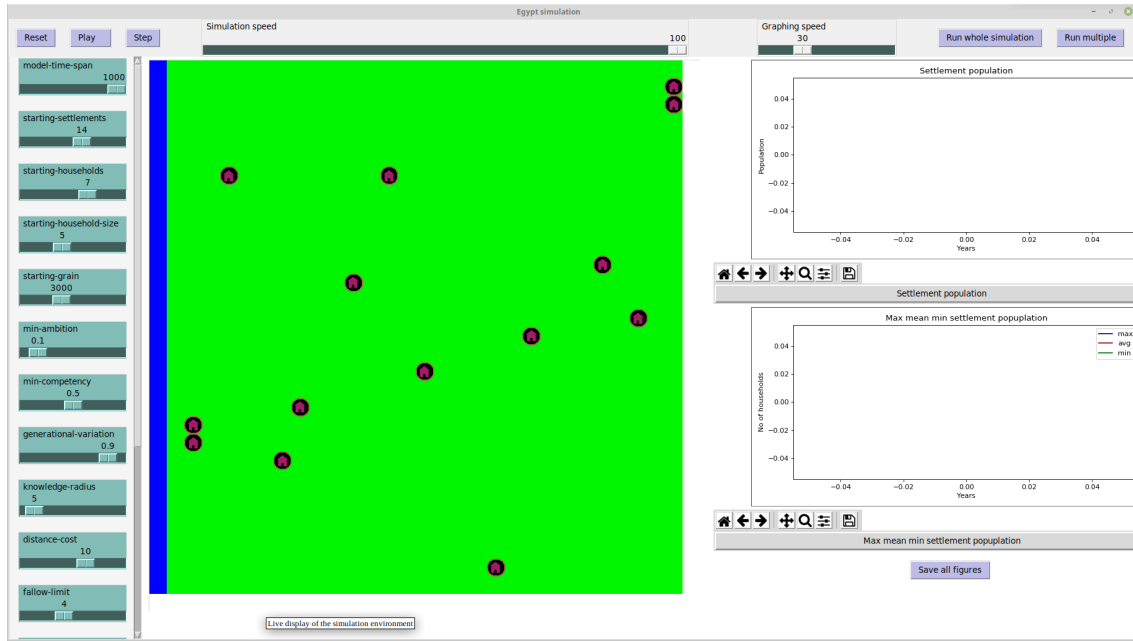 Egypt simulation
Reset
Play
Step
Simulation speed
100
Graphing speed
30
Run whole simulation
Run multiple
model-time-span
1000
starting-settlements
14
starting-households
7
starting-household-size
5
starting-grain
3000
min-ambition
0.1
min-competency
0.5
generational-variation
0.9
knowledge-radius
5
distance-cost
10
fallow-limit
4
Live display of the simulation environment
Settlement population
0.04
0.02
0.00
−0.02
−0.04
Population
−0.04
−0.02
0.00
0.02
0.04
Years
Settlement population
Max mean min settlement popuplation
max
avg
min
0.04
0.02
0.00
−0.02
−0.04
No of households
−0.04
−0.02
0.00
0.02
0.04
Years
Max mean min settlement popuplation
Save all figures